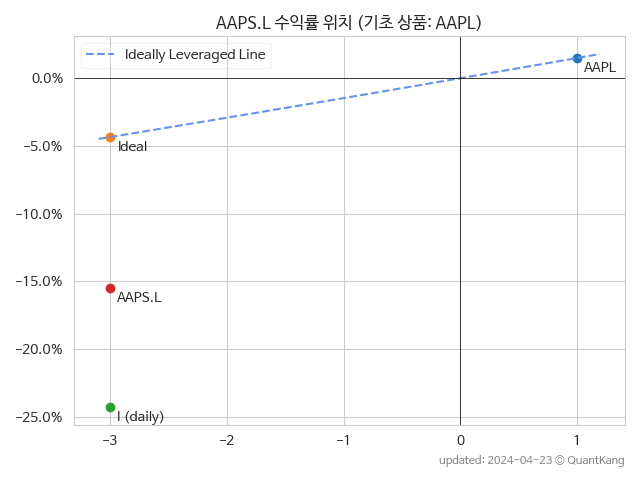 AAPS.L 수익률 위치 (기초 상품: AAPL)
Ideally Leveraged Line
0.0%
−5.0%
−10.0%
−15.0%
−20.0%
−25.0%
AAPL
Ideal
AAPS.L
I (daily)
−3
−2
−1
0
1
updated: 2024-04-23 © QuantKang